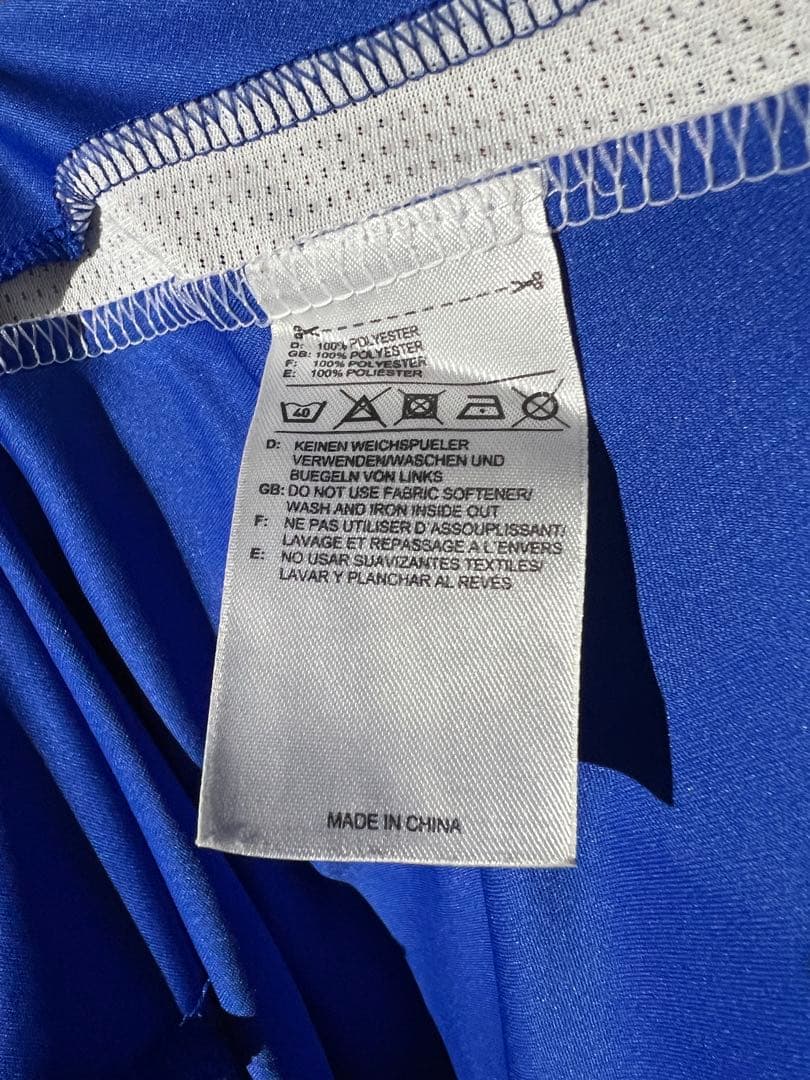 D: 100% POLYESTER
GB: 100% POLYESTER
F: 100% POLYESTER
E: 100% POLIESTER
40
D: KEINEN WEICHSPUELER
VERWENDEN/WASCHEN UND
BUEGELN VON LINKS
GB: DO NOT USE FABRIC SOFTENER/
WASH AND IRON INSIDE OUT
F: NE PAS UTILISER D'ASSOUPLISSANT/
LAVAGE ET REPASSAGE A L'ENVERS
E: NO USAR SUAVIZANTES TEXTILES/
LAVAR Y PLANCHAR AL REVÉS
MADE IN CHINA